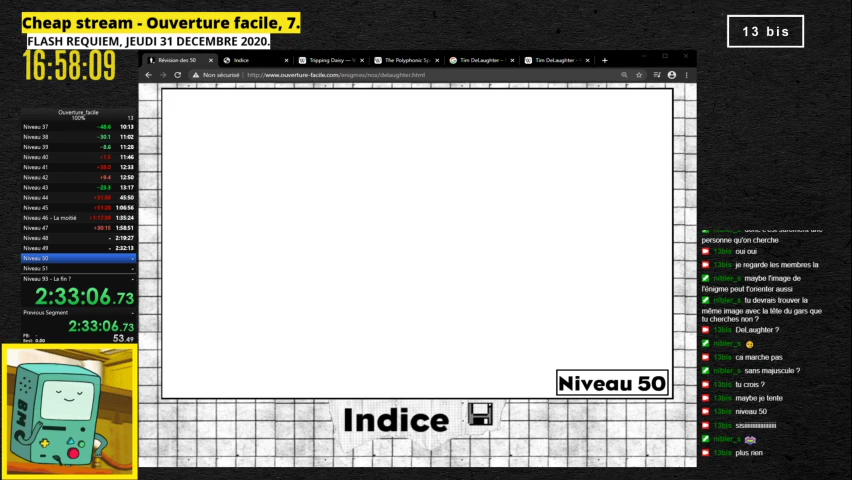 Cheap stream - Ouverture facile, 7.
FLASH REQUIEM, JEUDI 31 DECEMBRE 2020.
16:58:09
13 bis
Révision des 50
Indice
Tripping Daisy —
The Polyphonic Sp
Tim DeLaughter -
Tim DeLaughter -
Non sécurisé
http://www.ouverture-facile.com/enigmes/nox/delaughter.html
Ouverture_facile
100%
13
Niveau 37 -48.6 10:13
Niveau 38 -30.1 11:02
Niveau 39 -8.6 11:28
Niveau 40 11:46
Niveau 41 12:33
Niveau 42 +9.4 12:50
Niveau 43 -23.3 13:17
Niveau 44 45:50
Niveau 45 1:06:56
Niveau 46 - La moitié 1:35:24
Niveau 47 +30:15 1:58:51
Niveau 48 - 2:19:27
Niveau 49 - 2:32:13
Niveau 50 -
Niveau 51 -
Niveau 93 - La fin ? -
2:33:06.73
Previous Segment -
2:33:06.73
PB: -
Best: 0.00
53.49
BMO
Niveau 50
Indice
personne qu'on cherche
13bis oui oui
13bis je regarde les membres la
nibler_s maybe l'image de
l'énigme peut t'orienter aussi
nibler_s tu devrais trouver la
même image avec la tête du gars que
tu cherches non ?
13bis DeLaughter ?
nibler_s
13bis ca marche pas
nibler_s sans majuscule ?
13bis tu crois ?
13bis maybe je tente
13bis niveau 50
13bis sisiiiiiiiiiiiiiiii
nibler_s
13bis plus rien